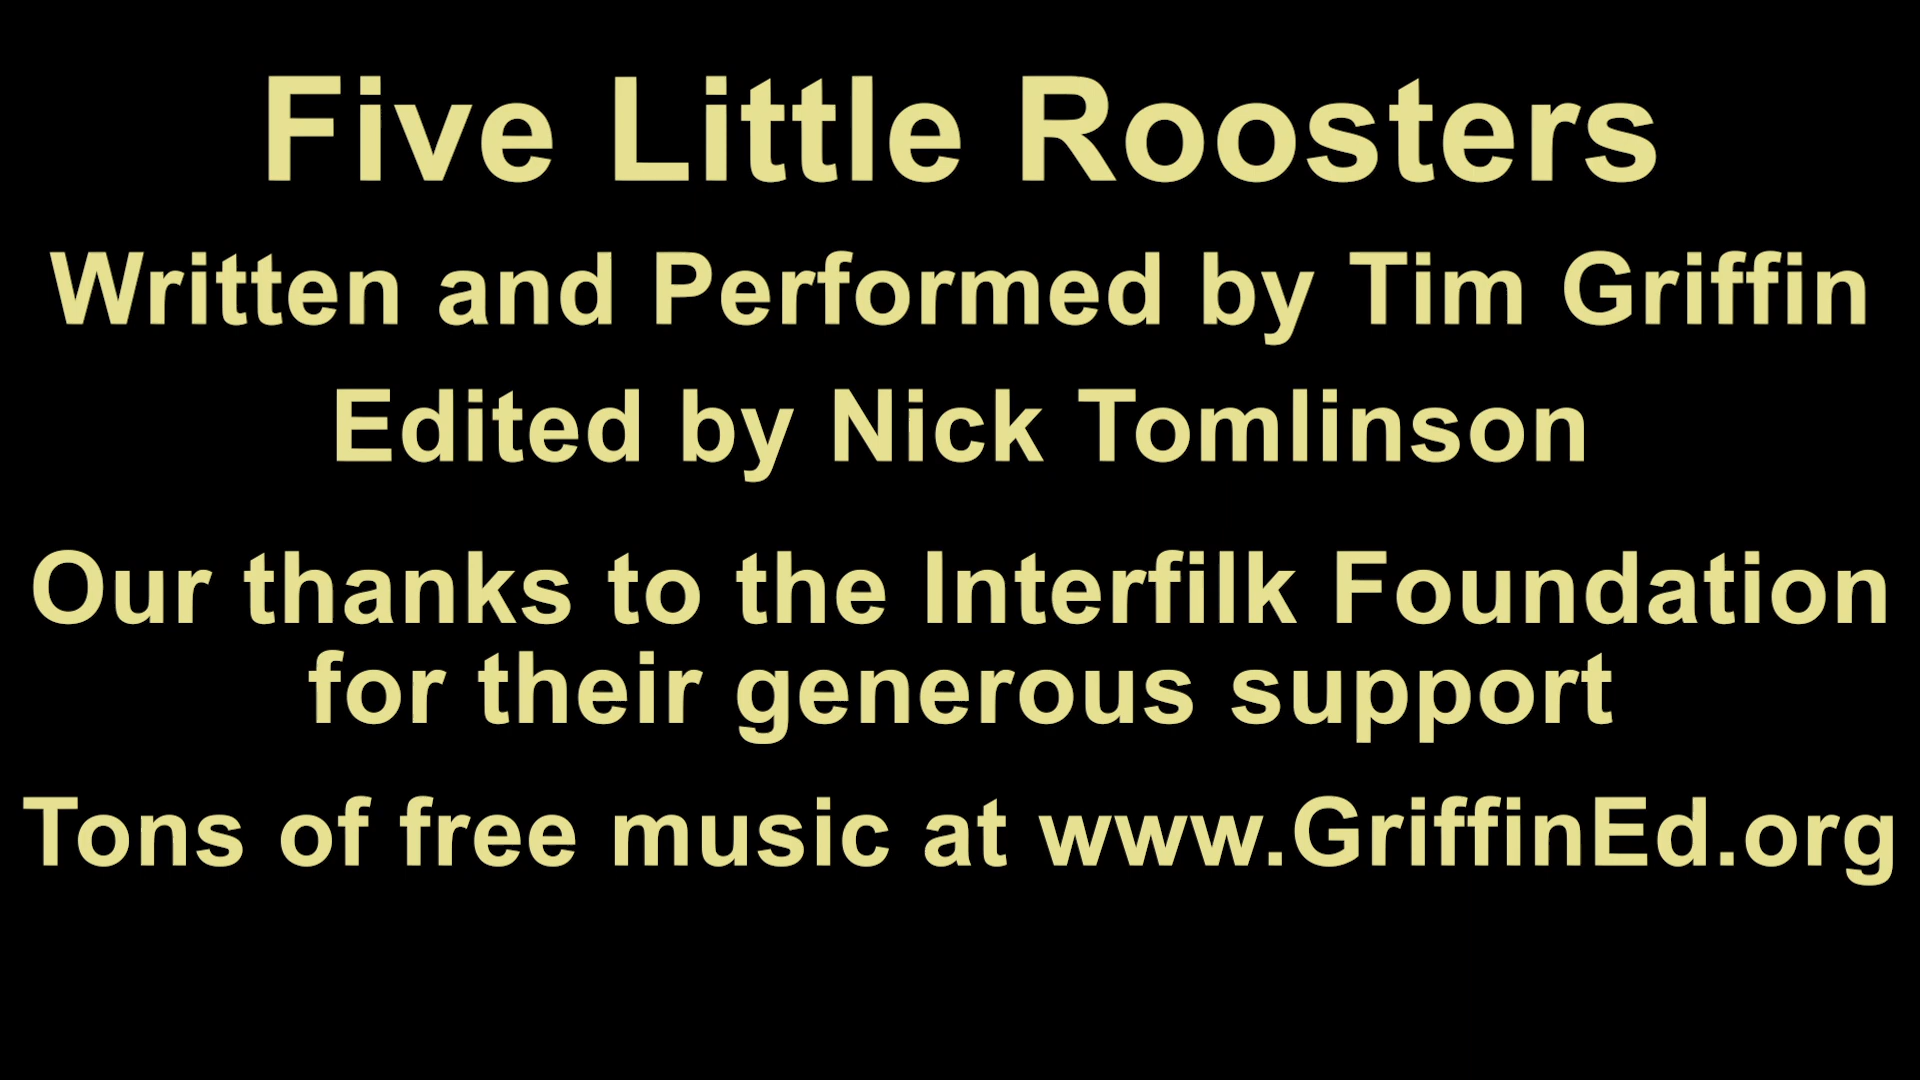 Five Little Roosters
Written and Performed by Tim Griffin
Edited by Nick Tomlinson
Our thanks to the Interfilk Foundation
for their generous support
Tons of free music at www.GriffinEd.org